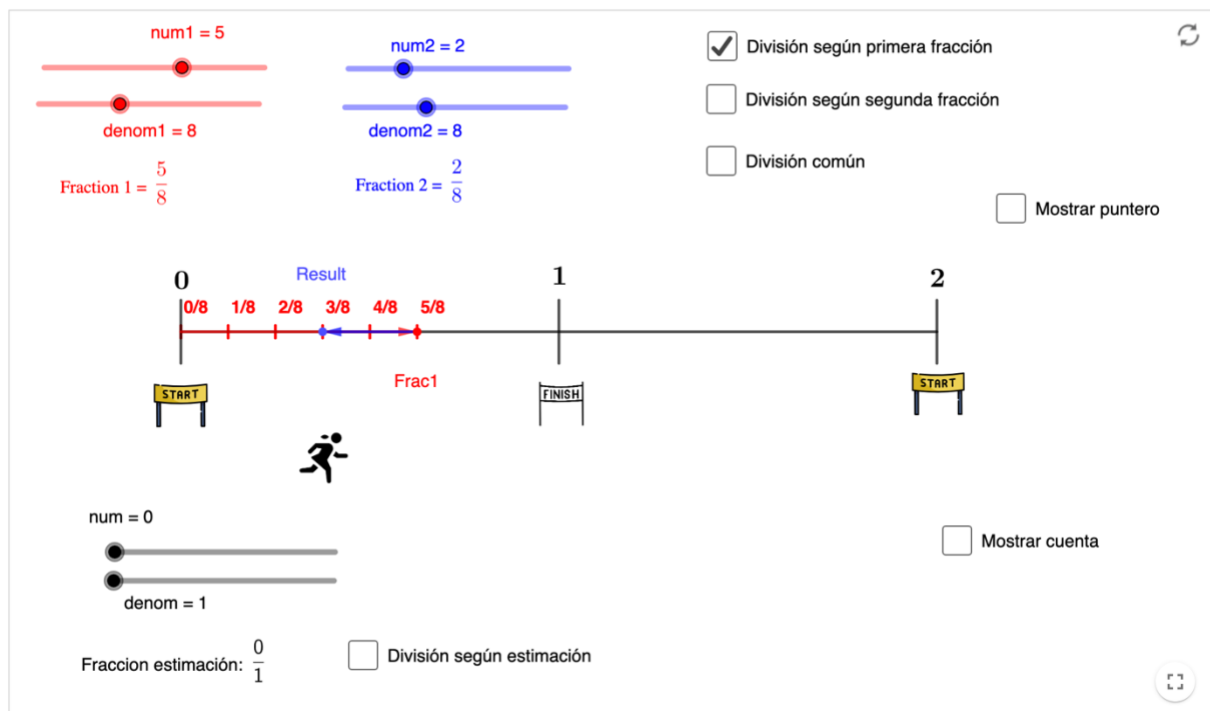 num1 = 5
num2 = 2
denom1 = 8
denom2 = 8
Fraction 1 = 5/8
Fraction 2 = 2/8
División según primera fracción
División según segunda fracción
División común
Mostrar puntero
0 1 2
Result
0/8 1/8 2/8 3/8 4/8 5/8
Frac1
START
FINISH
START
num = 0
denom = 1
Mostrar cuenta
Fraccion estimación: 0/1
División según estimación